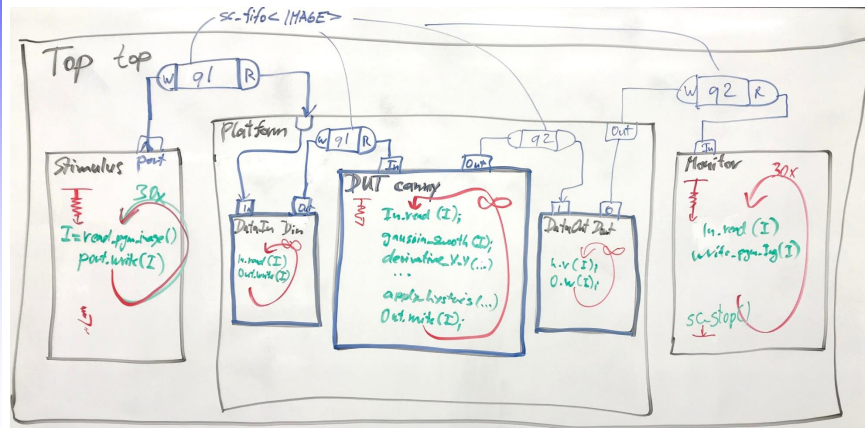 sc_fifo<IMAGE>
Top top
W q1 R
W q2 R
Platform
W q1 R
q2
Out
Stimulus
port
30x
I=read_pgm_image()
port.write(I)
In
Out
DataIn Din
∞
In.read(I)
Out.write(I)
In
Out
DUT canny
∞
In.read(I);
gaussian_smooth(I);
derivative_x.y(...)
...
apply_hysteris(...)
Out.write(I);
I
O
DataOut Dout
∞
I.r(I);
O.w(I);
In
Monitor
30x
In.read(I)
write_pgm_Img(I)
sc_stop()